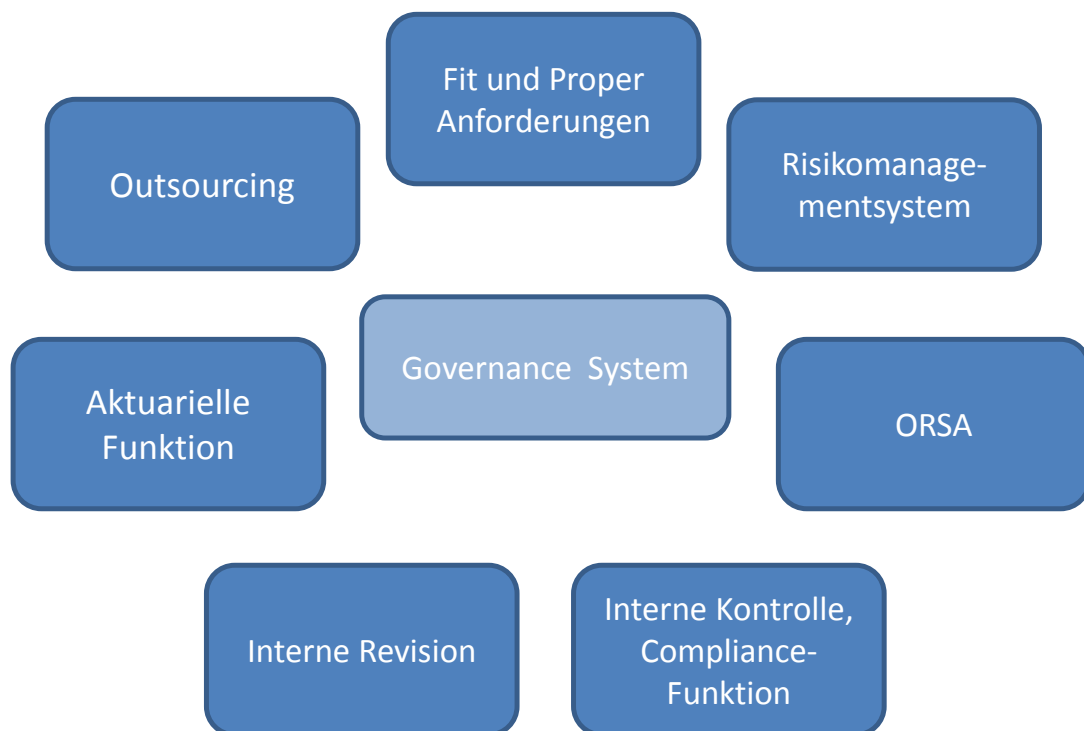 Fit und Proper
Anforderungen
Outsourcing
Risikomanage-
mentsystem
Governance System
Aktuarielle
Funktion
ORSA
Interne Revision
Interne Kontrolle,
Compliance-
Funktion